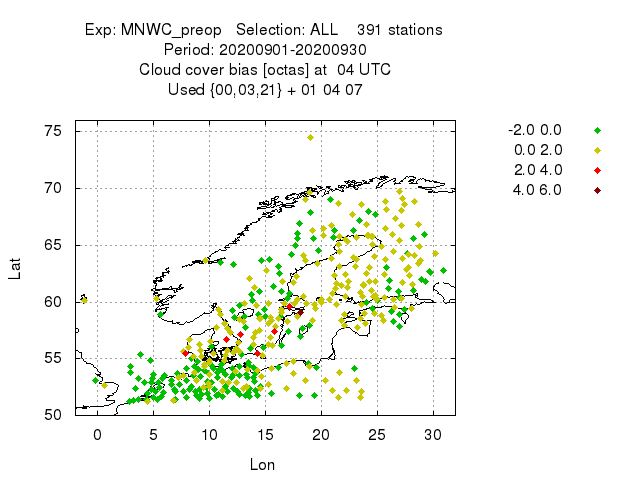 Exp: MNWC_preop   Selection: ALL    391 stations
Period: 20200901-20200930
Cloud cover bias [octas] at  04 UTC
Used {00,03,21} + 01 04 07
-2.0 0.0
0.0 2.0
2.0 4.0
4.0 6.0
75
70
65
60
55
50
Lat
0 5 10 15 20 25 30
Lon